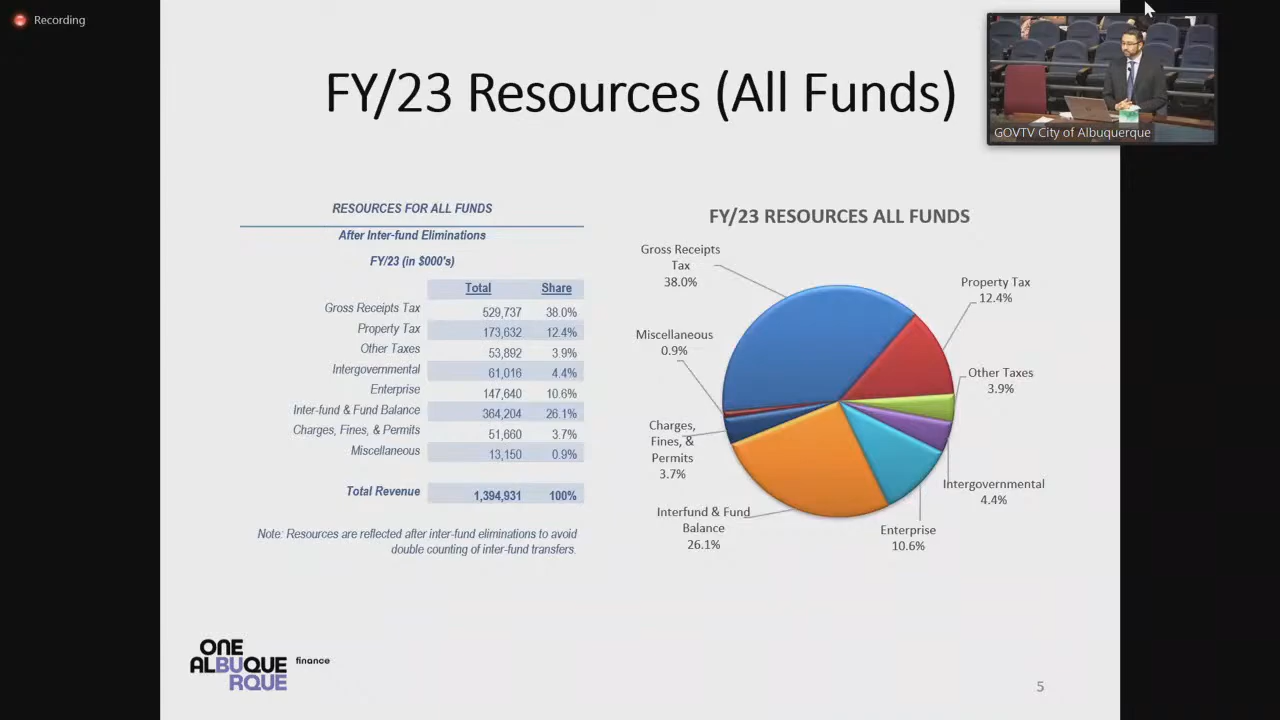 Recording
FY/23 Resources (All Funds)
GOVTV City of Albuquerque
RESOURCES FOR ALL FUNDS
After Inter-fund Eliminations
FY/23 (in $000's)
Total Share
Gross Receipts Tax 529,737 38.0%
Property Tax 173,632 12.4%
Other Taxes 53,892 3.9%
Intergovernmental 61,016 4.4%
Enterprise 147,640 10.6%
Inter-fund & Fund Balance 364,204 26.1%
Charges, Fines, & Permits 51,660 3.7%
Miscellaneous 13,150 0.9%
Total Revenue 1,394,931 100%
Note: Resources are reflected after inter-fund eliminations to avoid
double counting of inter-fund transfers.
FY/23 RESOURCES ALL FUNDS
Gross Receipts
Tax
38.0%
Property Tax
12.4%
Miscellaneous
0.9%
Other Taxes
3.9%
Charges,
Fines, &
Permits
3.7%
Intergovernmental
4.4%
Interfund & Fund
Balance
26.1%
Enterprise
10.6%
ONE
ALBUQUE
RQUE
finance
5